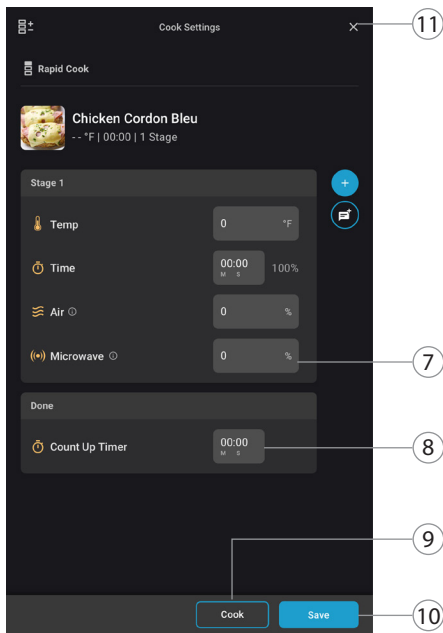 Cook Settings
11
Rapid Cook
Chicken Cordon Bleu
- - °F | 00:00 | 1 Stage
Stage 1
Temp
0 °F
Time
00:00 100%
M S
Air
0 %
Microwave
0 %
7
Done
Count Up Timer
00:00
M S
8
9
Cook
Save
10